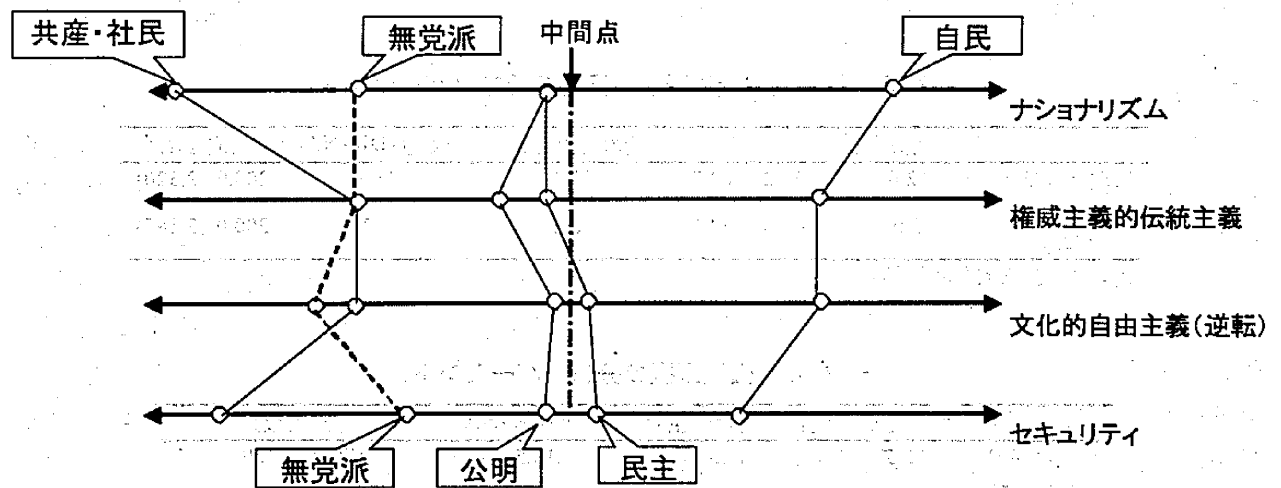 共産・社民
無党派
中間点
自民
ナショナリズム
権威主義的伝統主義
文化的自由主義(逆転)
セキュリティ
無党派
公明
民主